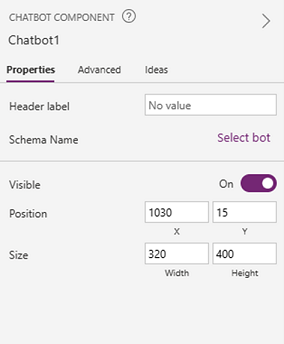 CHATBOT COMPONENT ?
Chatbot1
Properties Advanced Ideas
Header label No value
Schema Name Select bot
Visible On
Position 1030 15
X Y
Size 320 400
Width Height